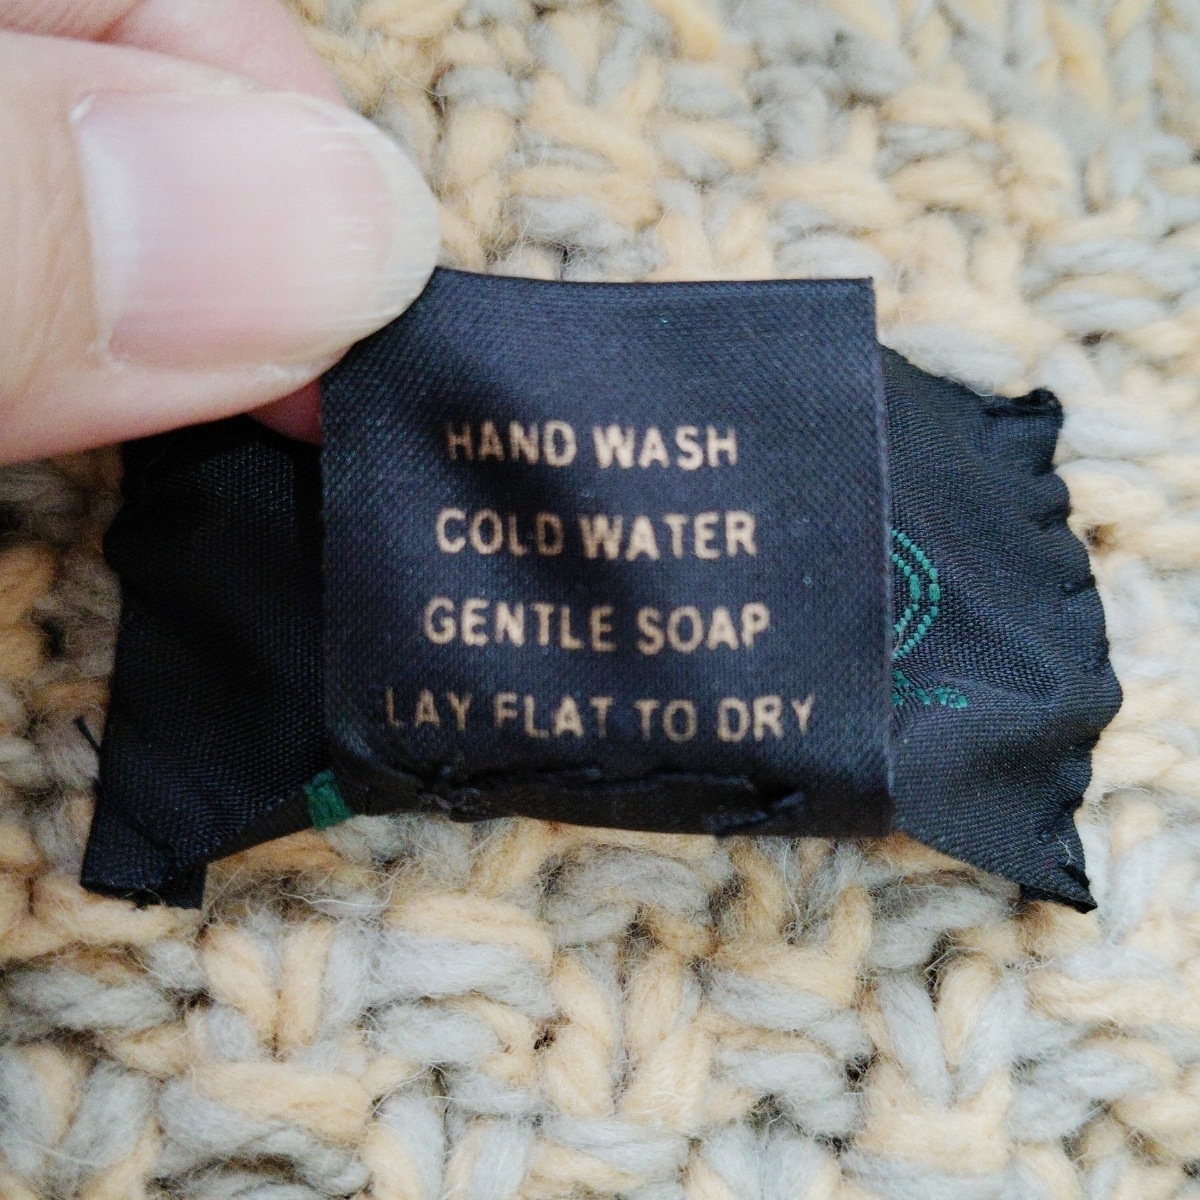 HAND WASH
COLD WATER
GENTLE SOAP
LAY FLAT TO DRY